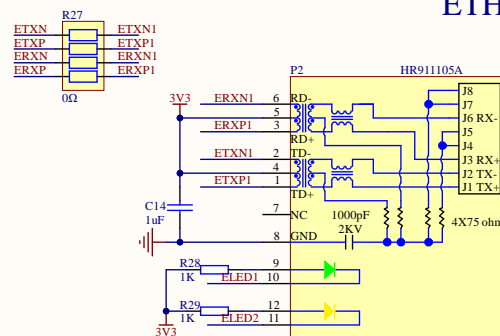 ETH
R27
ETXN ETXN1
ETXP ETXP1
ERXN ERXN1
ERXP ERXP1
0Ω
P2 HR911105A
3V3
ERXN1 6 RD-
5
ERXP1 3 RD+
ETXN1 2 TD-
4
ETXP1 1 TD+
7 NC
8 GND
J8
J7
J6 RX-
J5
J4
J3 RX+
J2 TX-
J1 TX+
C14
1uF
1000pF
2KV
4X75 ohm
R28
1K
ELED1
9
10
R29
1K
ELED2
12
11
3V3